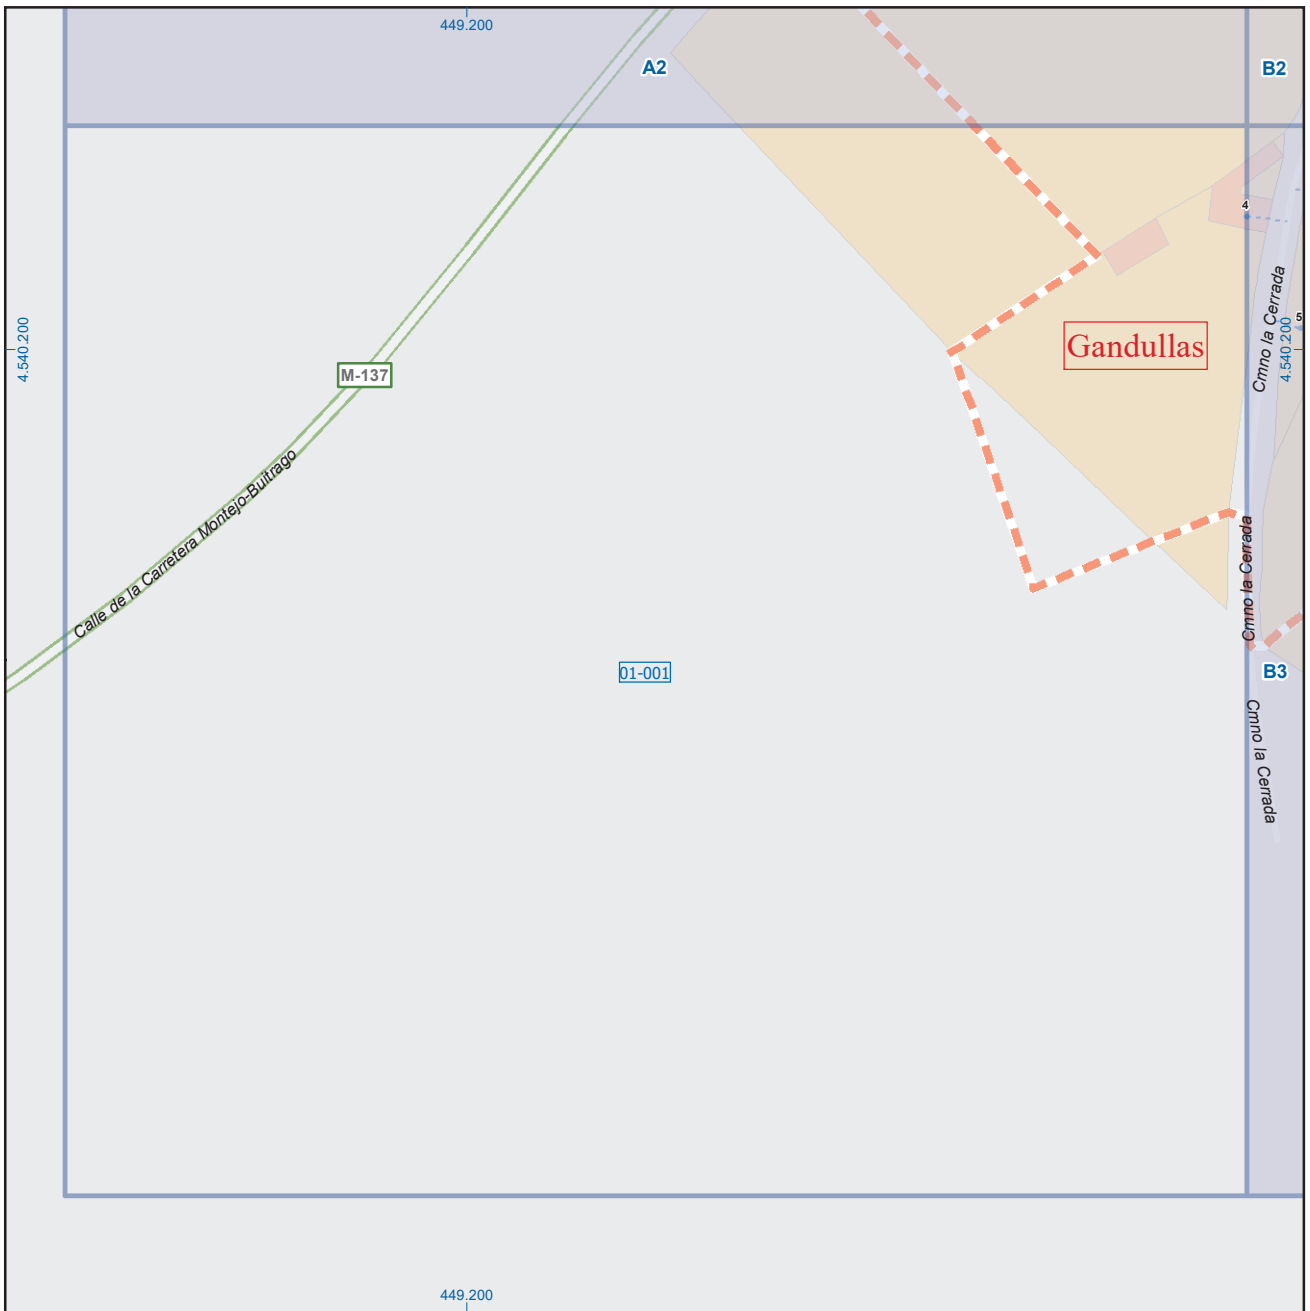 449.200
A2
B2
4
Cmno la Cerrada
5
4.540.200
4.540.200
Gandullas
M-137
Calle de la Carretera Montejo-Buitrago
Cmno la Cerrada
01-001
B3
Cmno la Cerrada
449.200